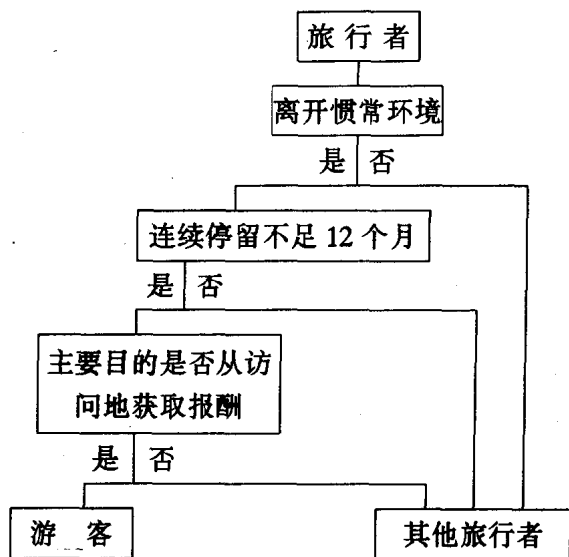 旅行者
离开惯常环境
是 否
连续停留不足12个月
是 否
主要目的是否从访
问地获取报酬
是 否
游客
其他旅行者